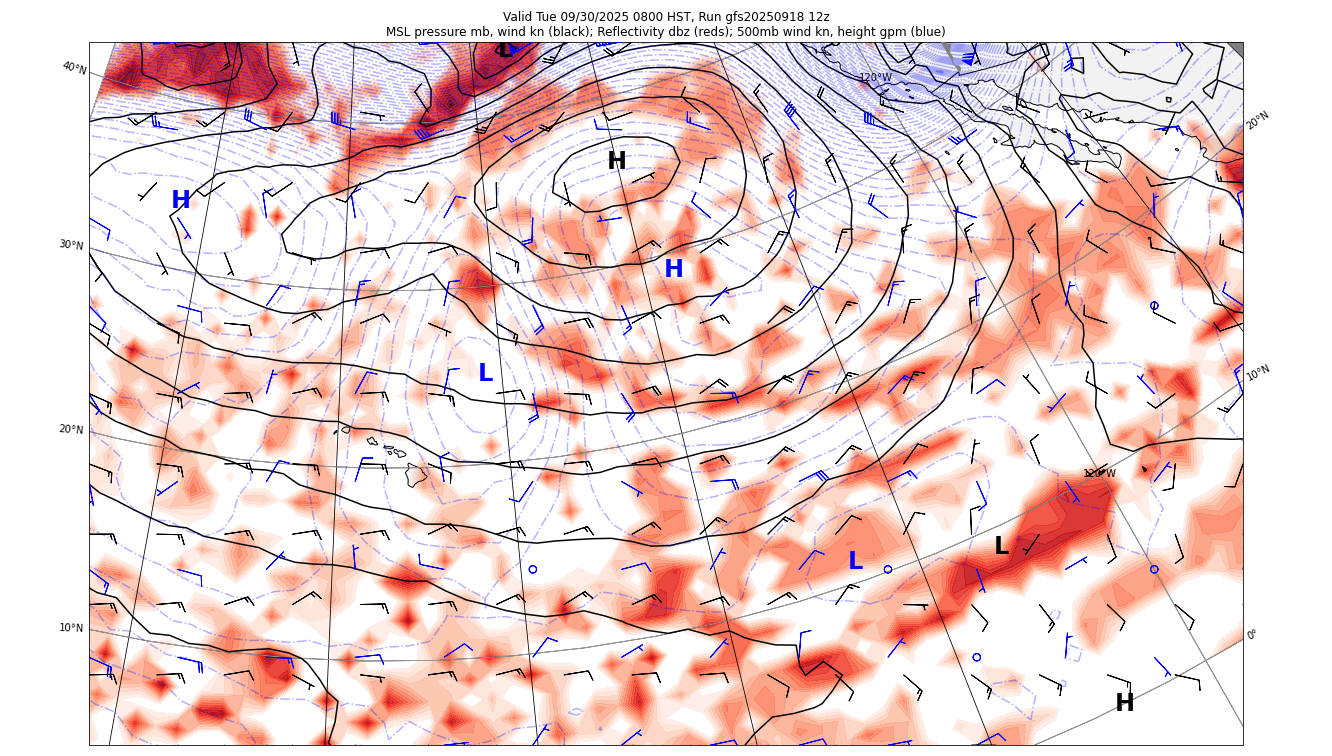 Valid Tue 09/30/2025 0800 HST, Run gfs20250918 12z
MSL pressure mb, wind kn (black); Reflectivity dbz (reds); 500mb wind kn, height gpm (blue)
L
40°N
120°W
20°N
H
H
30°N
H
L
10°N
20°N
120°W
L
L
10°N
0°
H